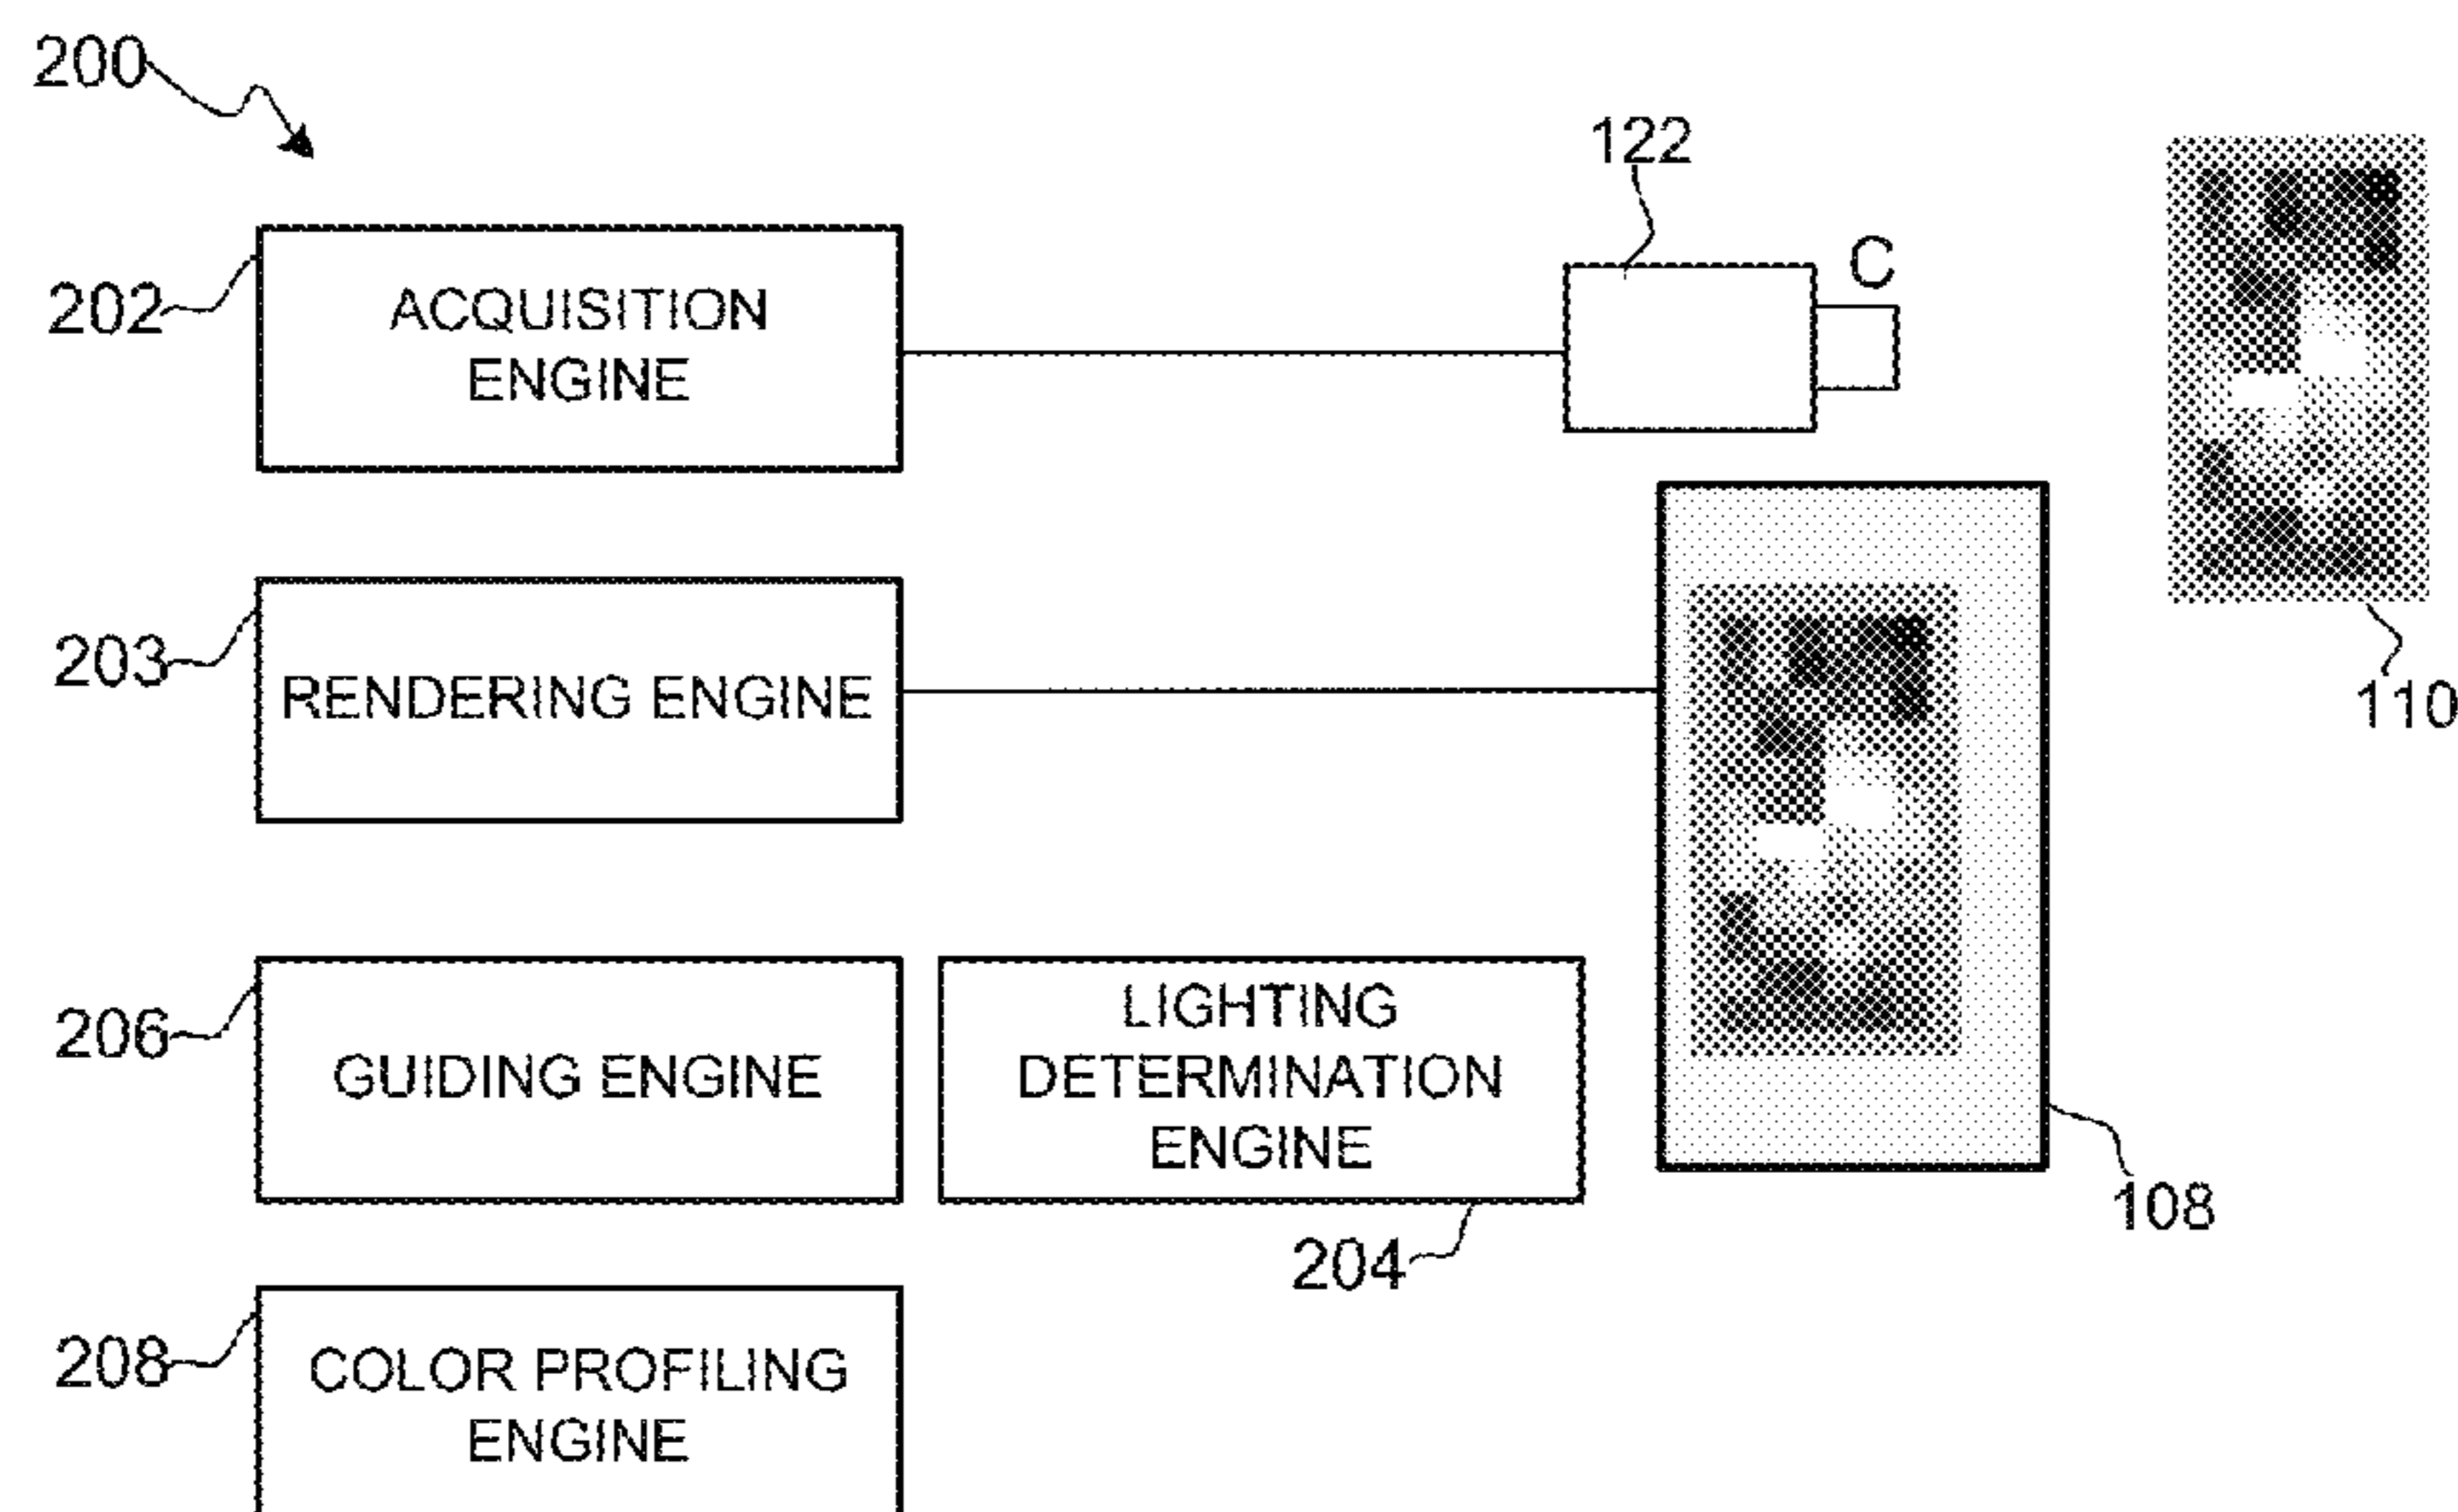 200
122
C
202
ACQUISITION
ENGINE
203
RENDERING ENGINE
110
206
GUIDING ENGINE
LIGHTING
DETERMINATION
ENGINE
108
204
208
COLOR PROFILING
ENGINE